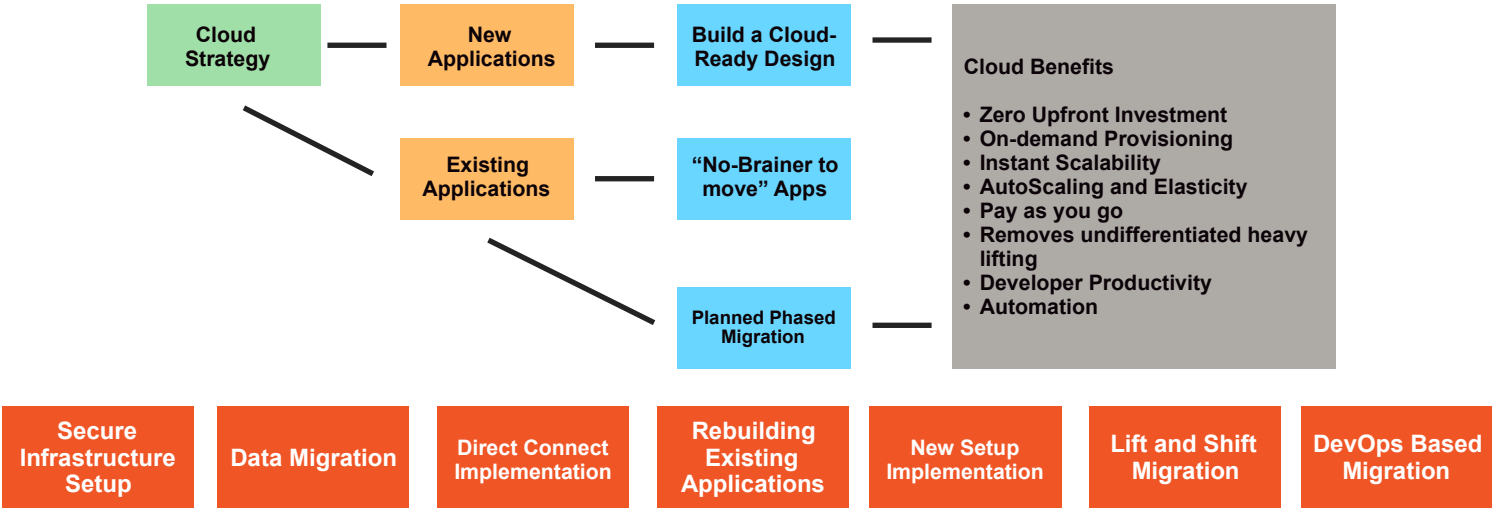 Cloud
Strategy
New
Applications
Build a Cloud-
Ready Design
Existing
Applications
“No-Brainer to
move” Apps
Planned Phased
Migration
Cloud Benefits
• Zero Upfront Investment
• On-demand Provisioning
• Instant Scalability
• AutoScaling and Elasticity
• Pay as you go
• Removes undifferentiated heavy
lifting
• Developer Productivity
• Automation
Secure
Infrastructure
Setup
Data Migration
Direct Connect
Implementation
Rebuilding
Existing
Applications
New Setup
Implementation
Lift and Shift
Migration
DevOps Based
Migration